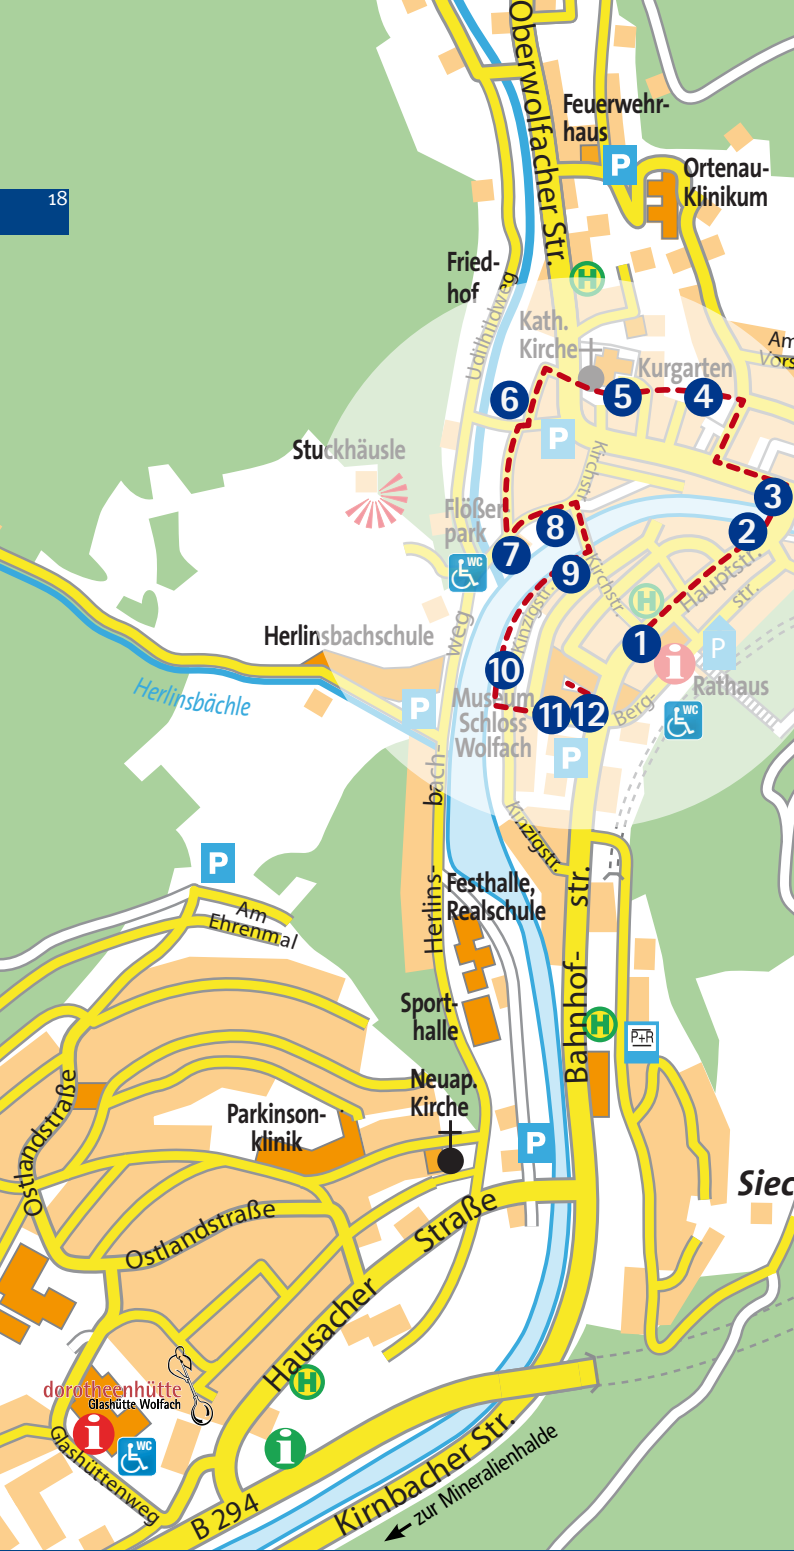 Oberwolfacher Str.
Feuerwehr-
haus
P
Ortenau-
Klinikum
18
Fried-
hof
H
Udilhildweg
Kath.
Kirche
Am
Vors
Kurgarten
6
5
4
P
Stuckhäusle
Kirchstr.
3
Flößer
park
8
2
7
WC
9
Kirchstr.
Hauptstr.
H
str.
Kinzigstr.
weg
Herlinsbachschule
1
i
P
10
Rathaus
Herlinsbächle
P
Museum
Schloss
Wolfach
11
12
Berg-
WC
P
bach-
Kinzigstr.
P
str.
Festhalle,
Realschule
Am
Ehrenmal
Herlins-
Bahnhof-
Sport-
halle
H
P+R
Neuap.
Kirche
Ostlandstraße
Parkinson-
klinik
P
Siec
Ostlandstraße
Straße
Hausacher
dorotheenhütte
Glashütte Wolfach
H
i
WC
i
Glashüttenweg
Kirnbacher Str.
zur Mineralienhalde
B 294